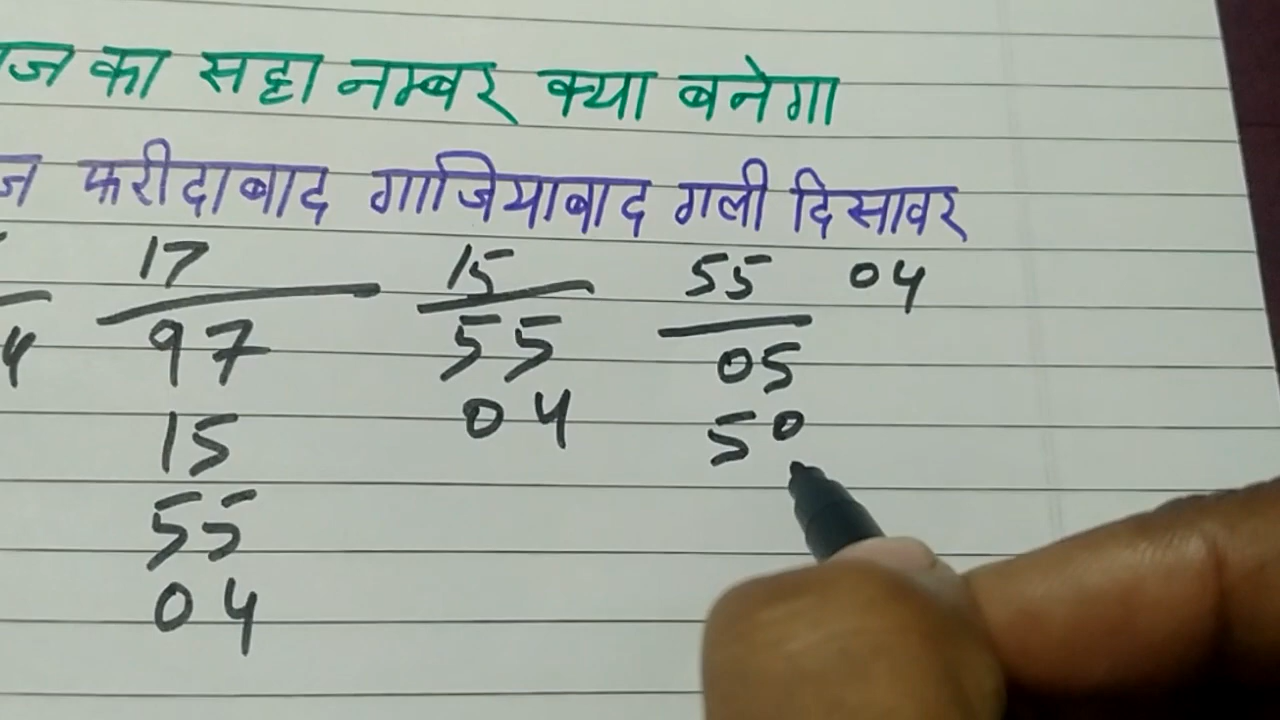 ज का सट्टा नम्बर क्या बनेगा
ज फरीदाबाद गाजियाबाद गली दिसावर
17 15 55 04
4 97 55 05
15 04 50
55
04